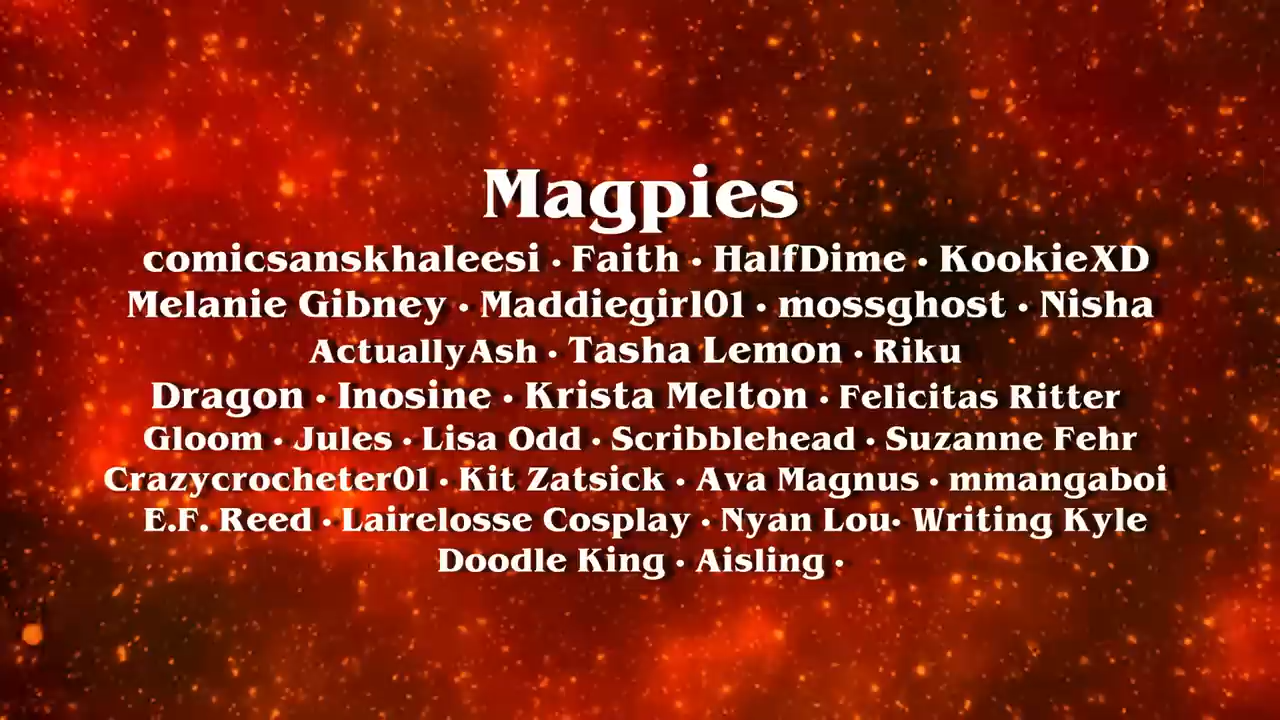 Magpies
comicsanskhaleesi • Faith • HalfDime • KookieXD
Melanie Gibney • Maddiegirl01 • mossghost • Nisha
ActuallyAsh • Tasha Lemon • Riku
Dragon • Inosine • Krista Melton • Felicitas Ritter
Gloom • Jules • Lisa Odd • Scribblehead • Suzanne Fehr
Crazycrocheter01 • Kit Zatsick • Ava Magnus • mmangaboi
E.F. Reed • Lairelosse Cosplay • Nyan Lou• Writing Kyle
Doodle King • Aisling •